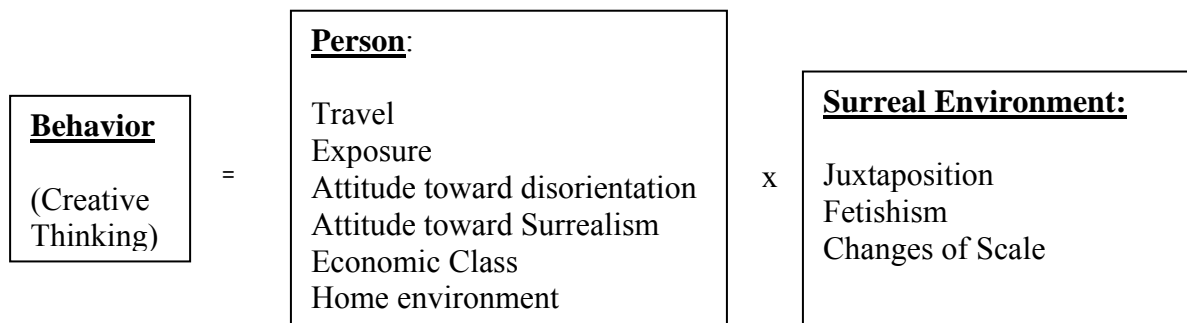 Behavior
(Creative
Thinking)
=
Person:
Travel
Exposure
Attitude toward disorientation
Attitude toward Surrealism
Economic Class
Home environment
x
Surreal Environment:
Juxtaposition
Fetishism
Changes of Scale